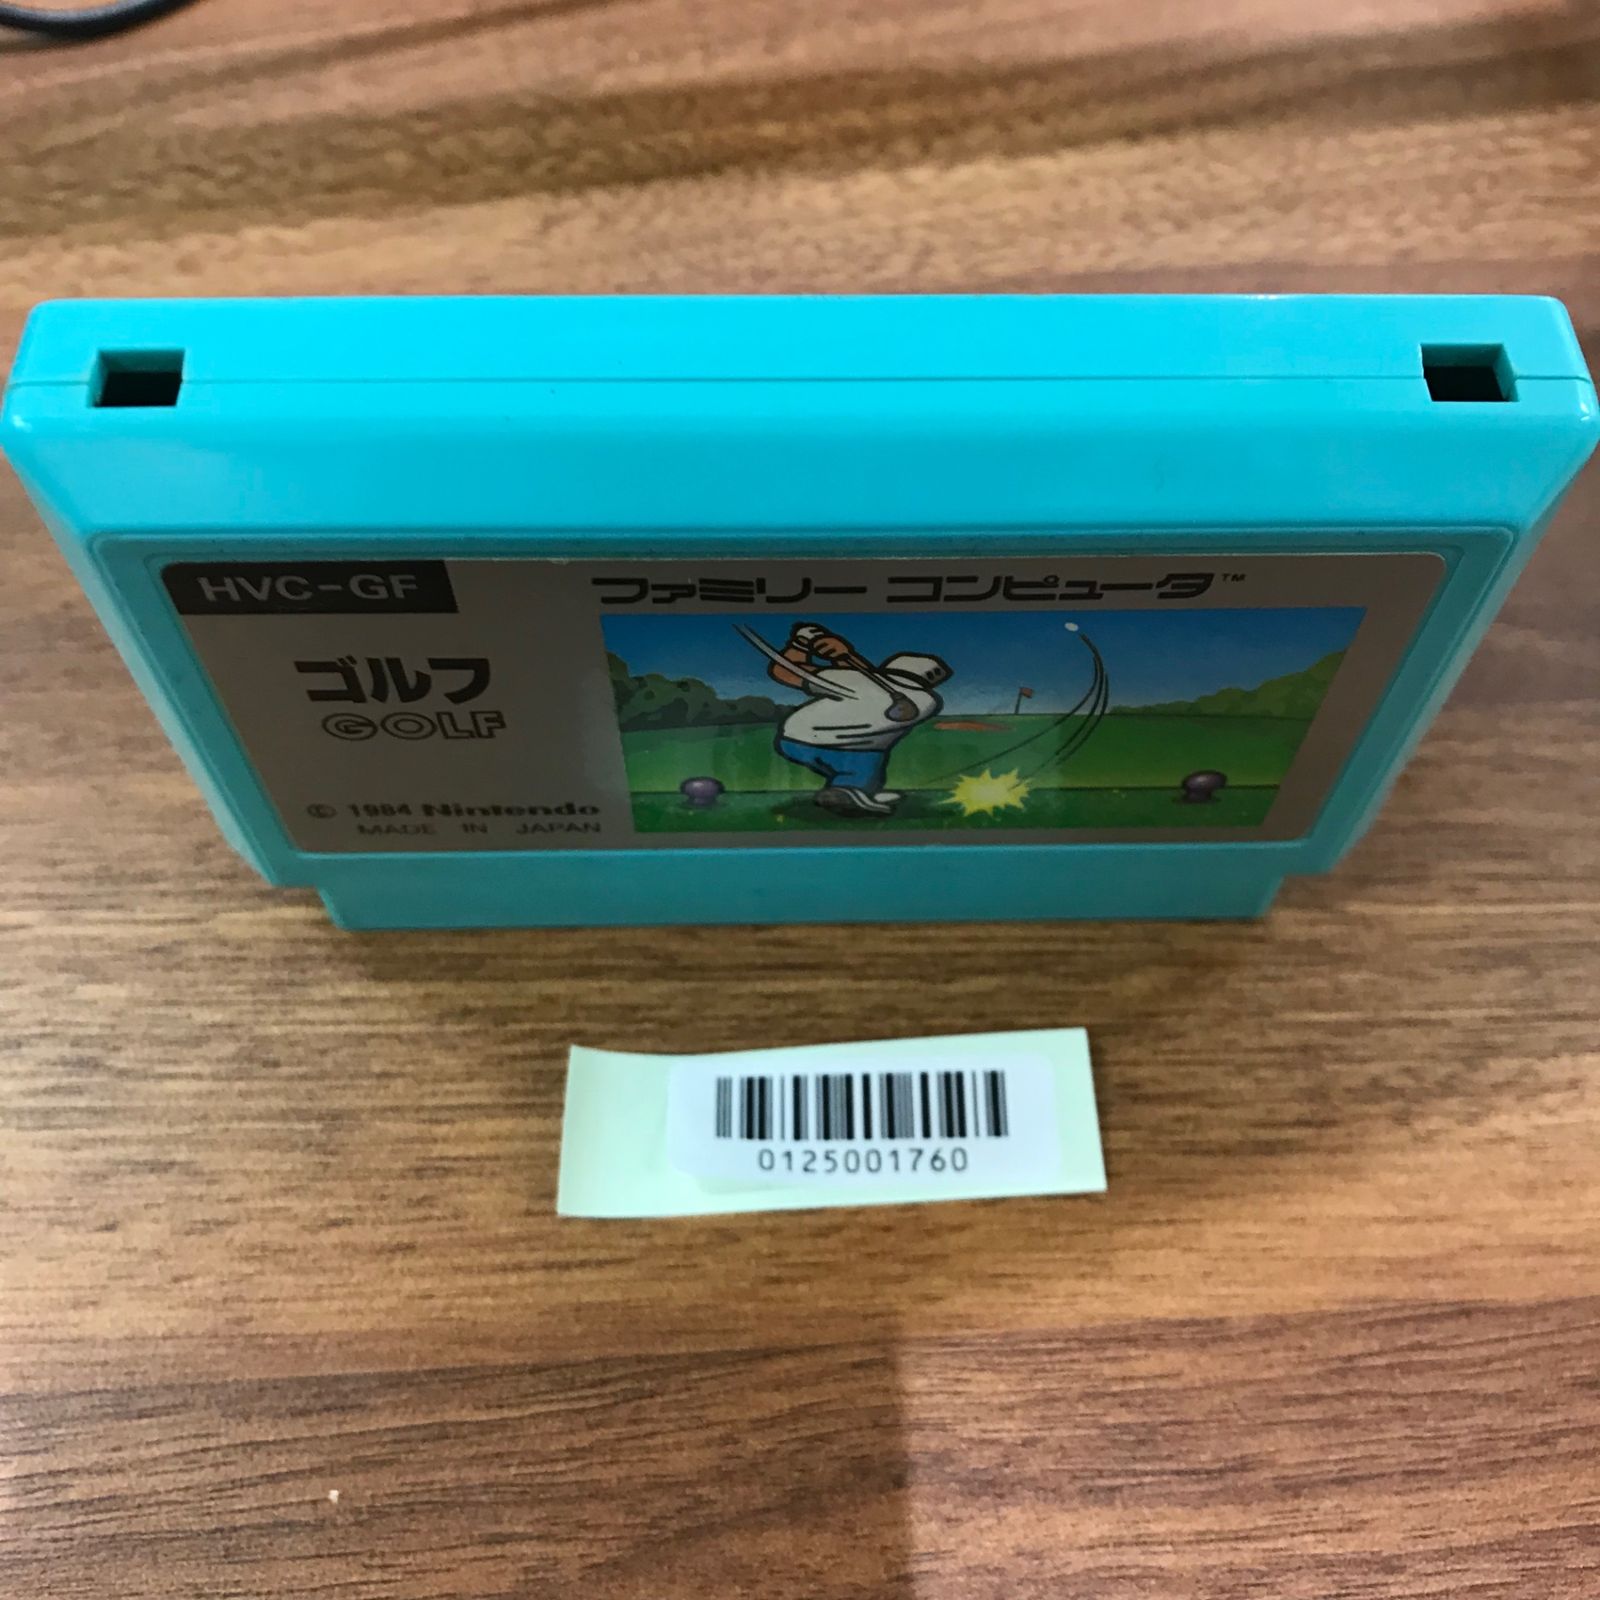 HVC-GF
ファミリー コンピュータ™
ゴルフ
GOLF
© 1984 Nintendo
MADE IN JAPAN
0125001760